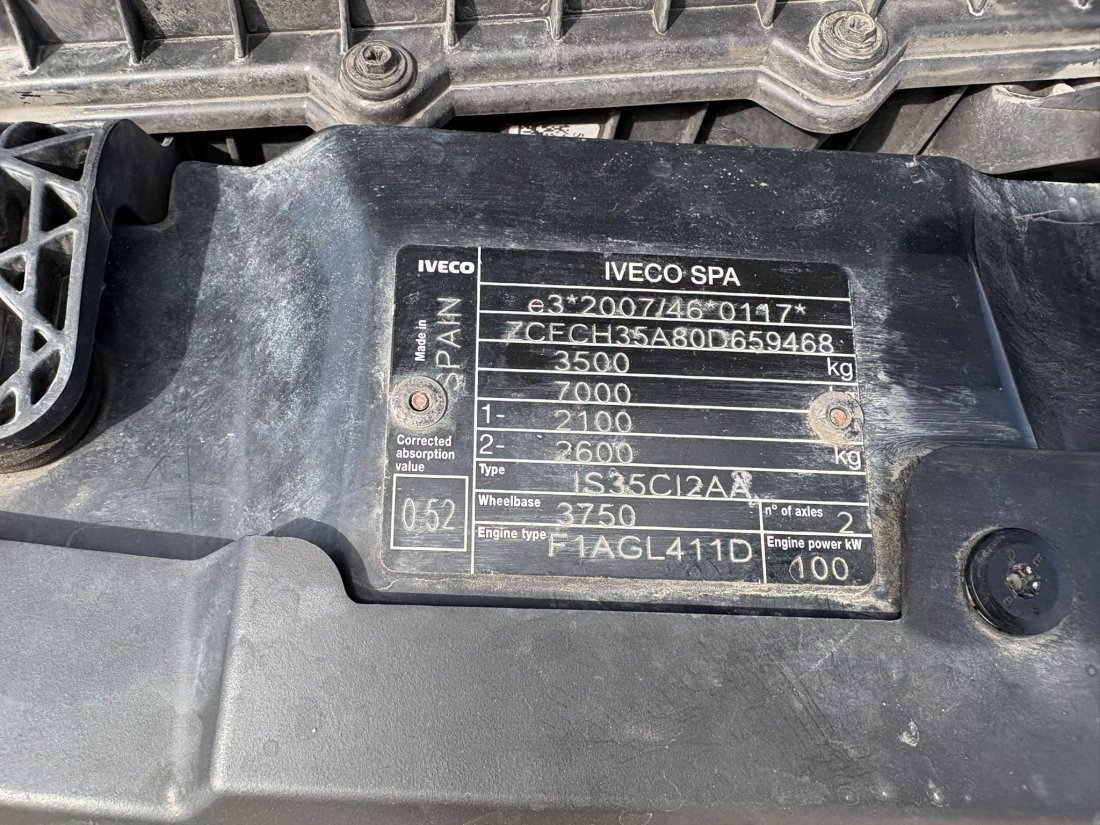 IVECO
Made in
SPAIN
Corrected
absorption
value
0.52
IVECO SPA
e3*2007/46*0117*
ZCFCH35A80D659468
3500 kg
7000
1- 2100
2- 2600 kg
Type IS35CI2AA
Wheelbase 3750
n° of axles 2
Engine type F1AGL411D
Engine power kW
100